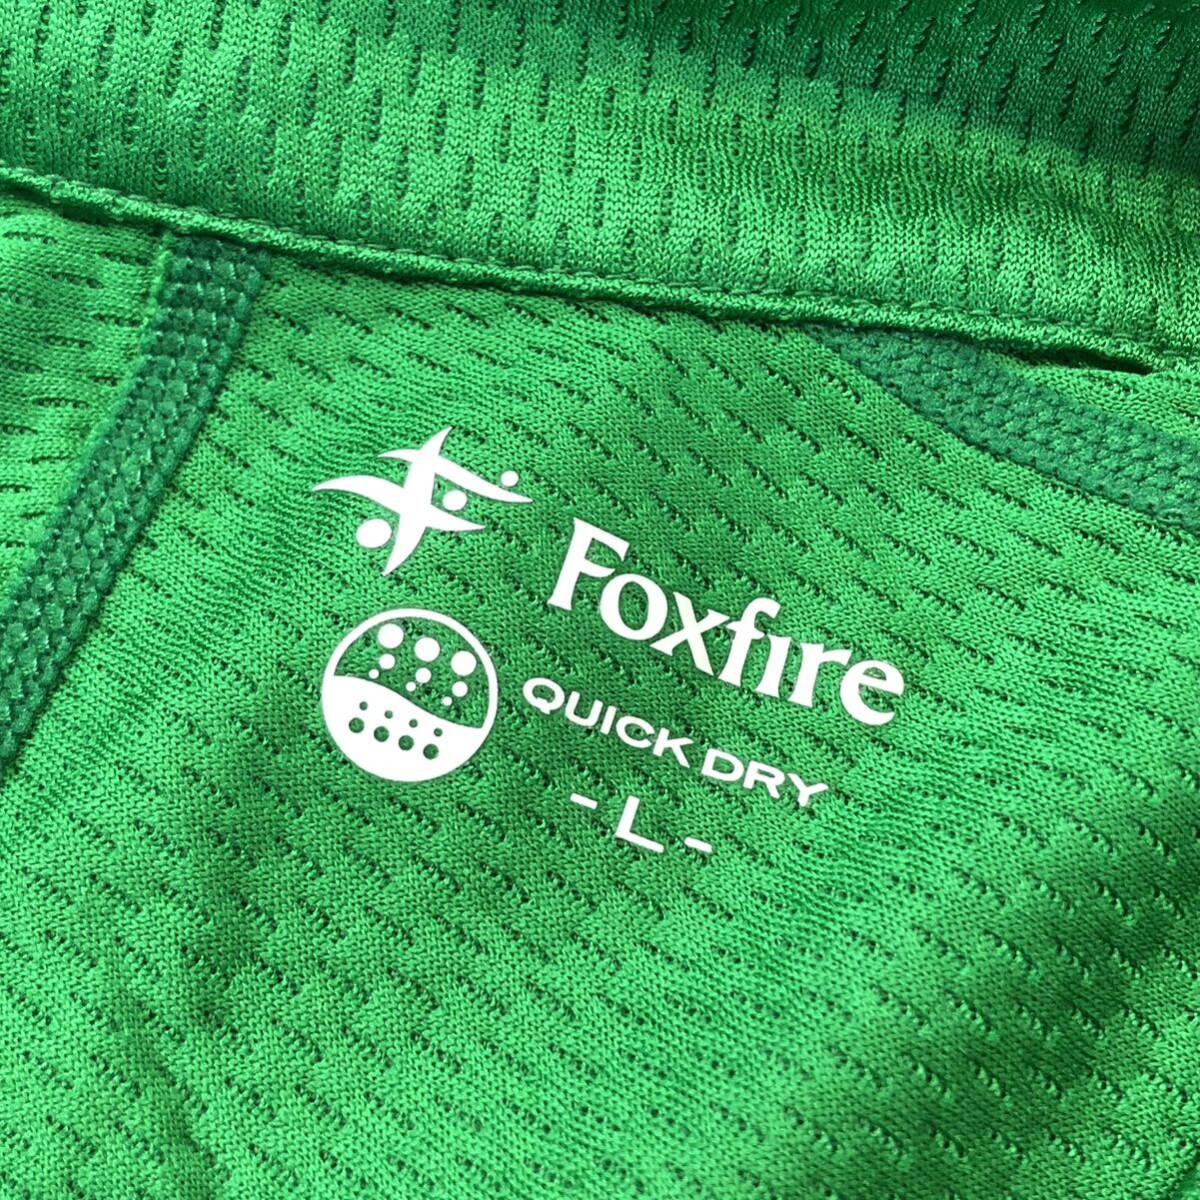 Foxfire
QUICK DRY
- L -